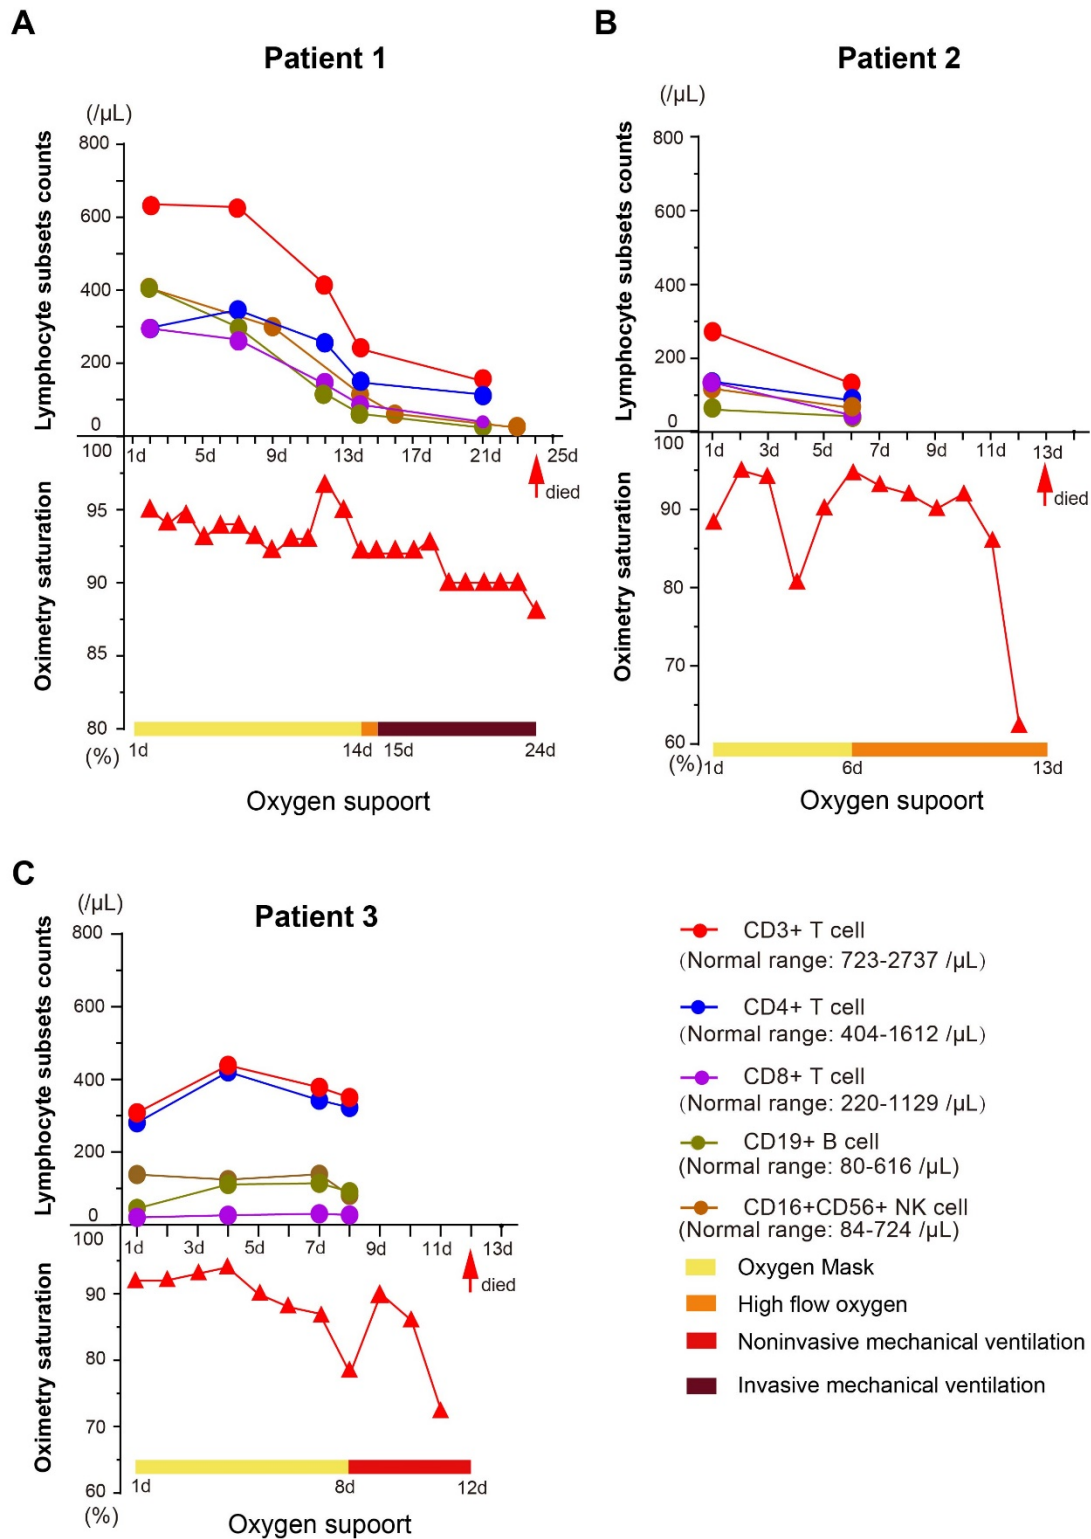 A
Patient 1
(/μL)
Lymphocyte subsets counts
800
600
400
200
0
1d 5d 9d 13d 17d 21d 25d
died
Oximetry saturation
100
95
90
85
80
(%)
1d 14d 15d 24d
Oxygen supoort
B
Patient 2
(/μL)
Lymphocyte subsets counts
800
600
400
200
0
1d 3d 5d 7d 9d 11d 13d
died
Oximetry saturation
100
90
80
70
60
(%)
1d 6d 13d
Oxygen supoort
C
Patient 3
(/μL)
Lymphocyte subsets counts
800
600
400
200
0
1d 3d 5d 7d 9d 11d 13d
died
Oximetry saturation
100
90
80
70
60
(%)
1d 8d 12d
Oxygen supoort
CD3+ T cell
(Normal range: 723-2737 /μL)
CD4+ T cell
(Normal range: 404-1612 /μL)
CD8+ T cell
(Normal range: 220-1129 /μL)
CD19+ B cell
(Normal range: 80-616 /μL)
CD16+CD56+ NK cell
(Normal range: 84-724 /μL)
Oxygen Mask
High flow oxygen
Noninvasive mechanical ventilation
Invasive mechanical ventilation